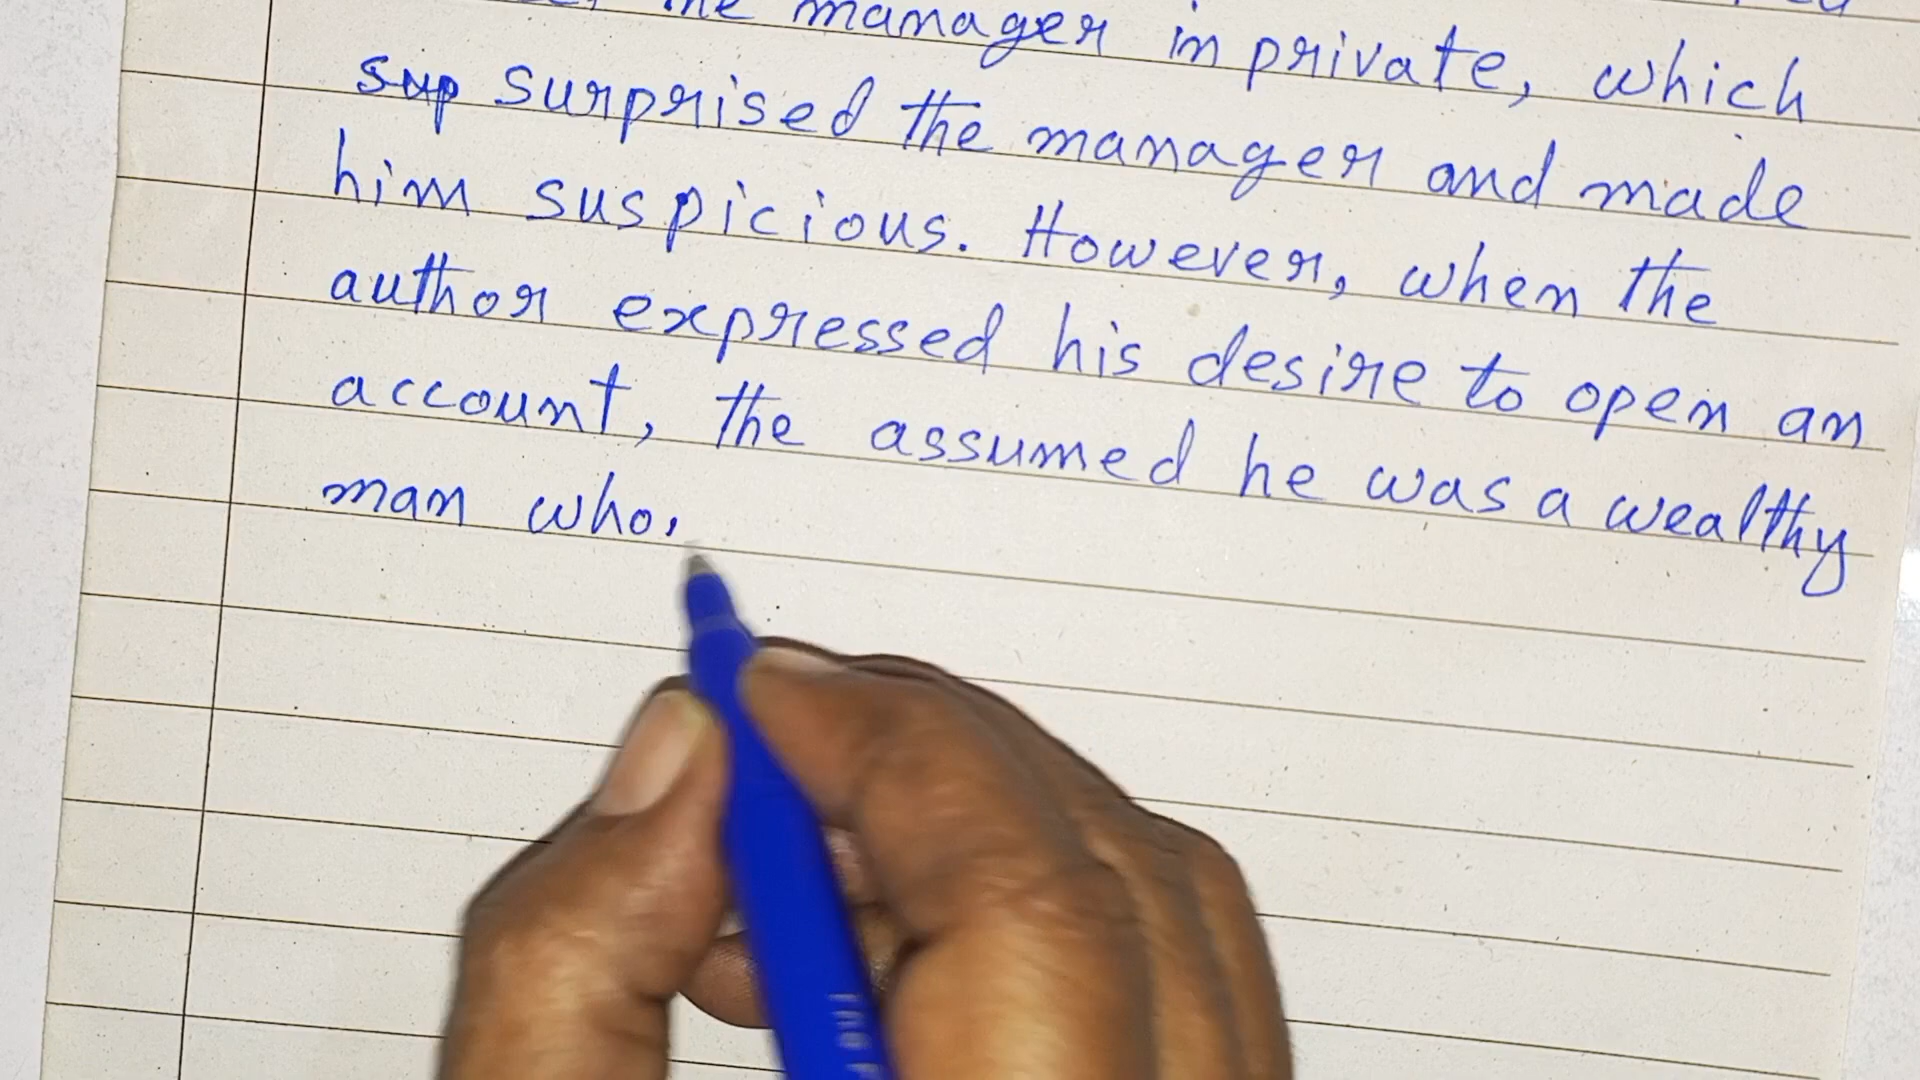 the manager in private, which
sup surprised the manager and made
him suspicious. However, when the
author expressed his desire to open an
account, the assumed he was a wealthy
man who,